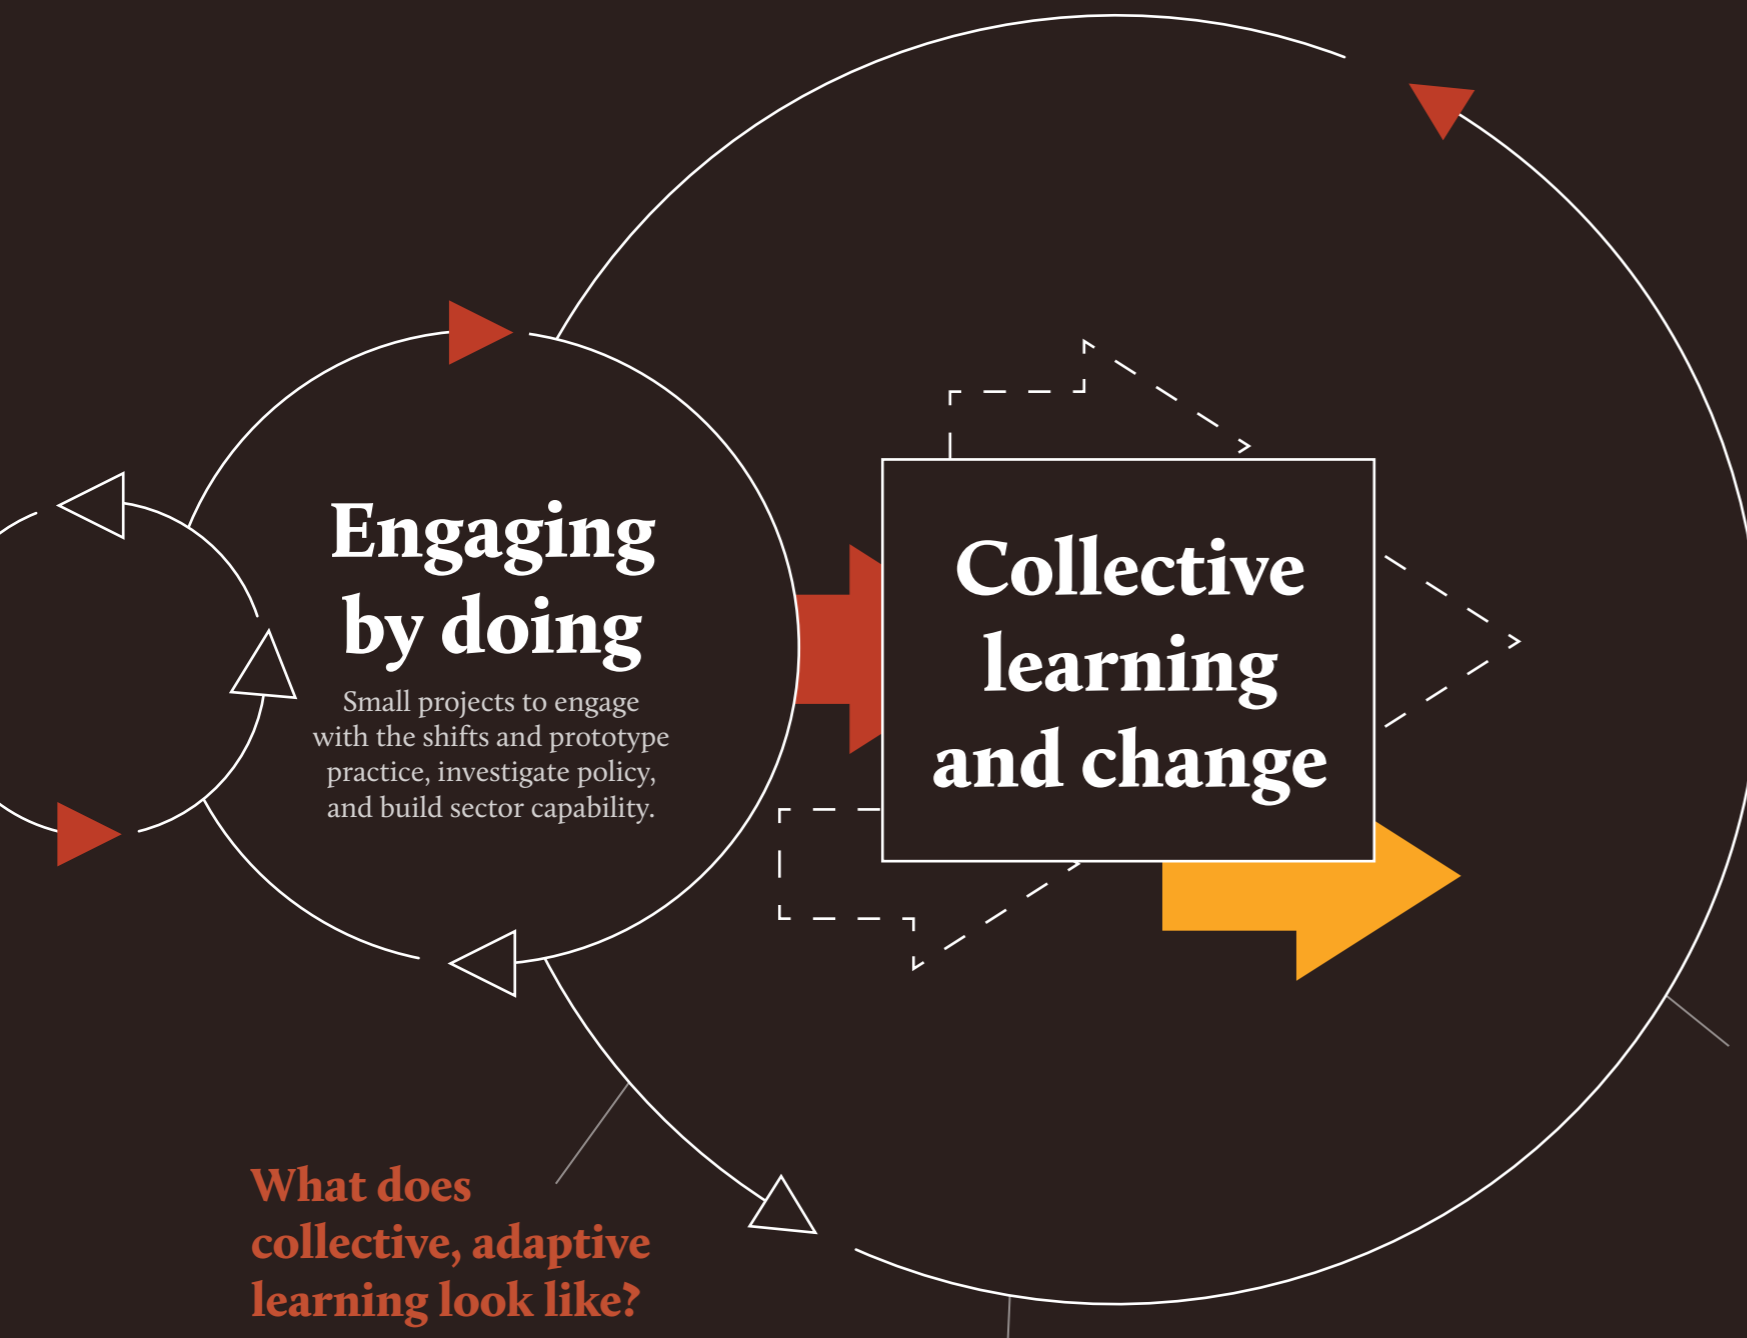 Engaging
by doing
Small projects to engage
with the shifts and prototype
practice, investigate policy,
and build sector capability.
Collective
learning
and change
What does
collective, adaptive
learning look like?